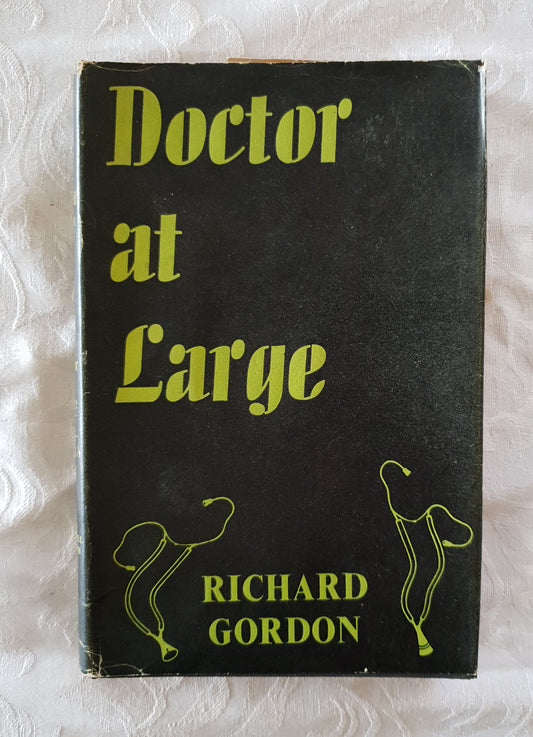 Doctor
at
Large
RICHARD
GORDON